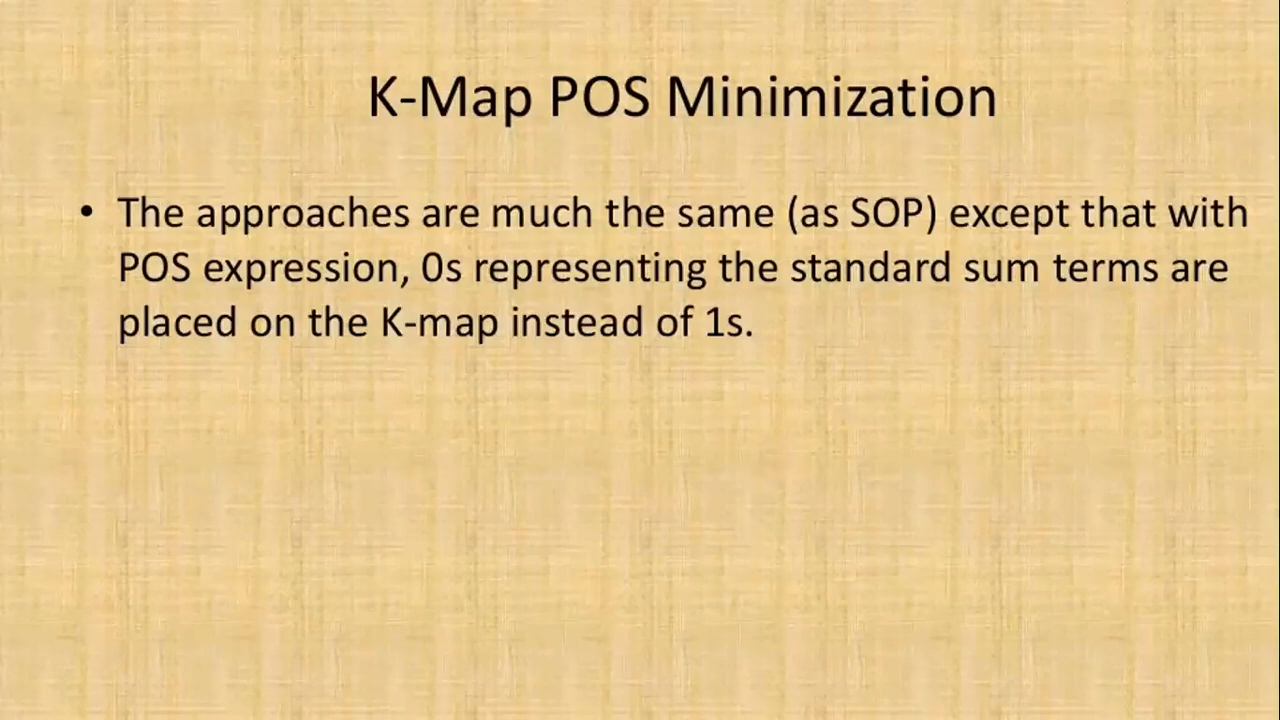 K-Map POS Minimization
• The approaches are much the same (as SOP) except that with
POS expression, 0s representing the standard sum terms are
placed on the K-map instead of 1s.